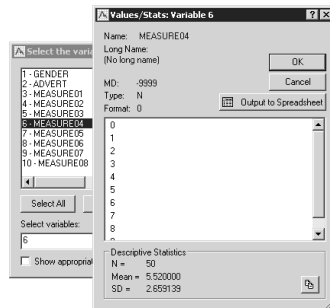 Select the varia
1 - GENDER
2 - ADVERT
3 - MEASURE01
4 - MEASURE02
5 - MEASURE03
6 - MEASURE04
7 - MEASURE05
8 - MEASURE06
9 - MEASURE07
10 - MEASURE08
Select All
Select variables:
6
Show appropriat
Values/Stats: Variable 6
Name: MEASURE04
Long Name:
(No long name)
OK
Cancel
MD: -9999
Type: N
Format: 0
Output to Spreadsheet
0
1
2
3
4
5
6
7
8
Descriptive Statistics
N = 50
Mean = 5.520000
SD = 2.659139